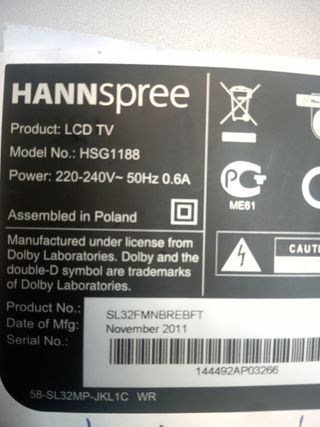 HANNspree
Product: LCD TV
Model No.: HSG1188
Power: 220-240V~ 50Hz 0.6A
Assembled in Poland
ME61
Manufactured under license from
Dolby Laboratories. Dolby and the
double-D symbol are trademarks
of Dolby Laboratories.
Product No.: SL32FMNBREBFT
Date of Mfg: November 2011
Serial No.:
144492AP03266
58-SL32MP-JKL1C WR